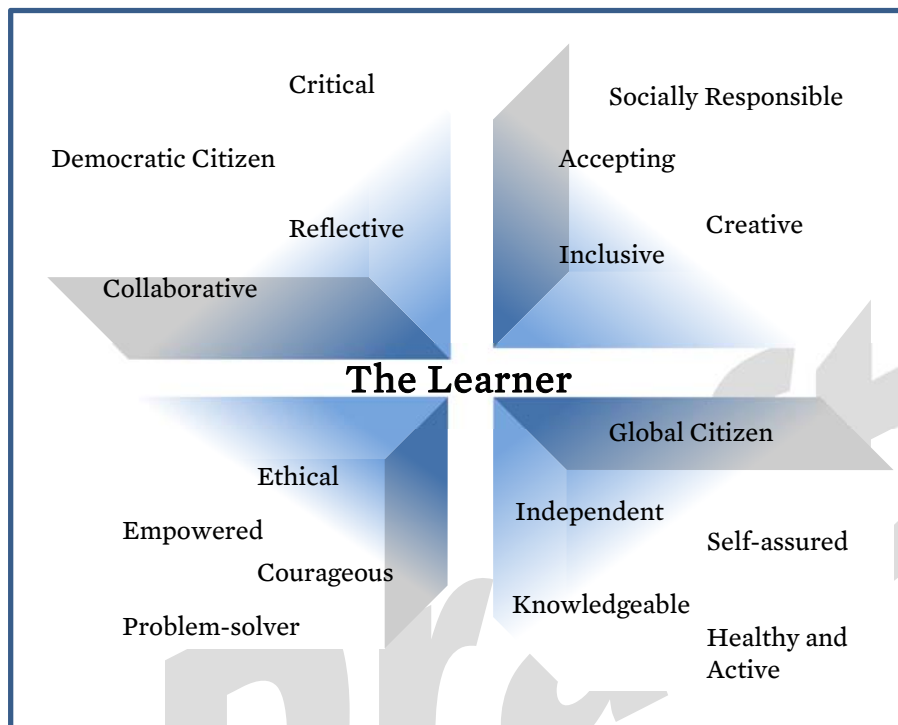 Critical
Socially Responsible
Democratic Citizen
Accepting
Reflective
Creative
Inclusive
Collaborative
The Learner
Global Citizen
Ethical
Independent
Empowered
Self-assured
Courageous
Knowledgeable
Problem-solver
Healthy and
Active